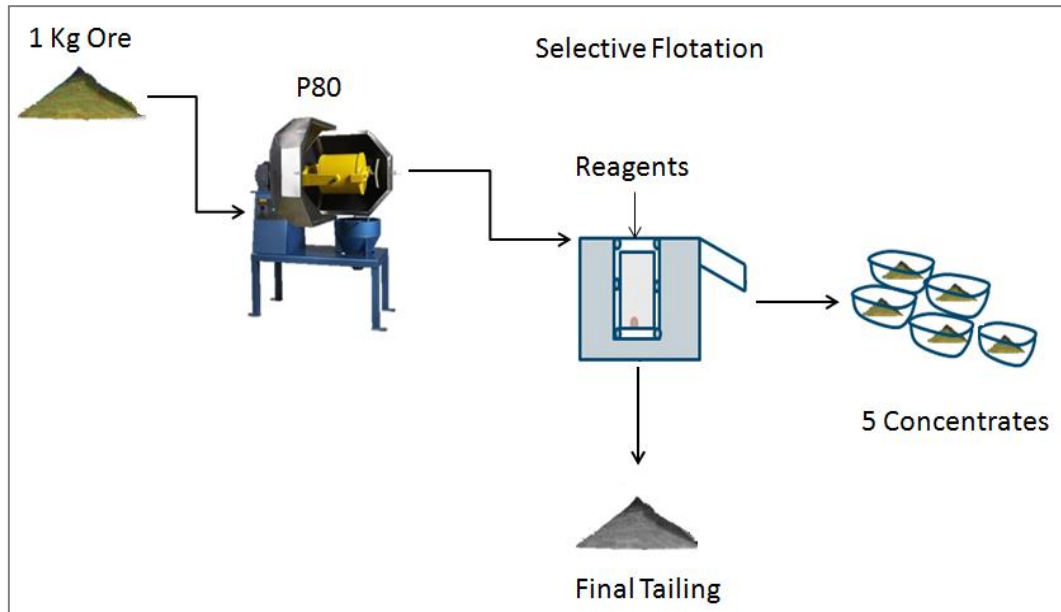 1 Kg Ore
Selective Flotation
P80
Reagents
5 Concentrates
Final Tailing